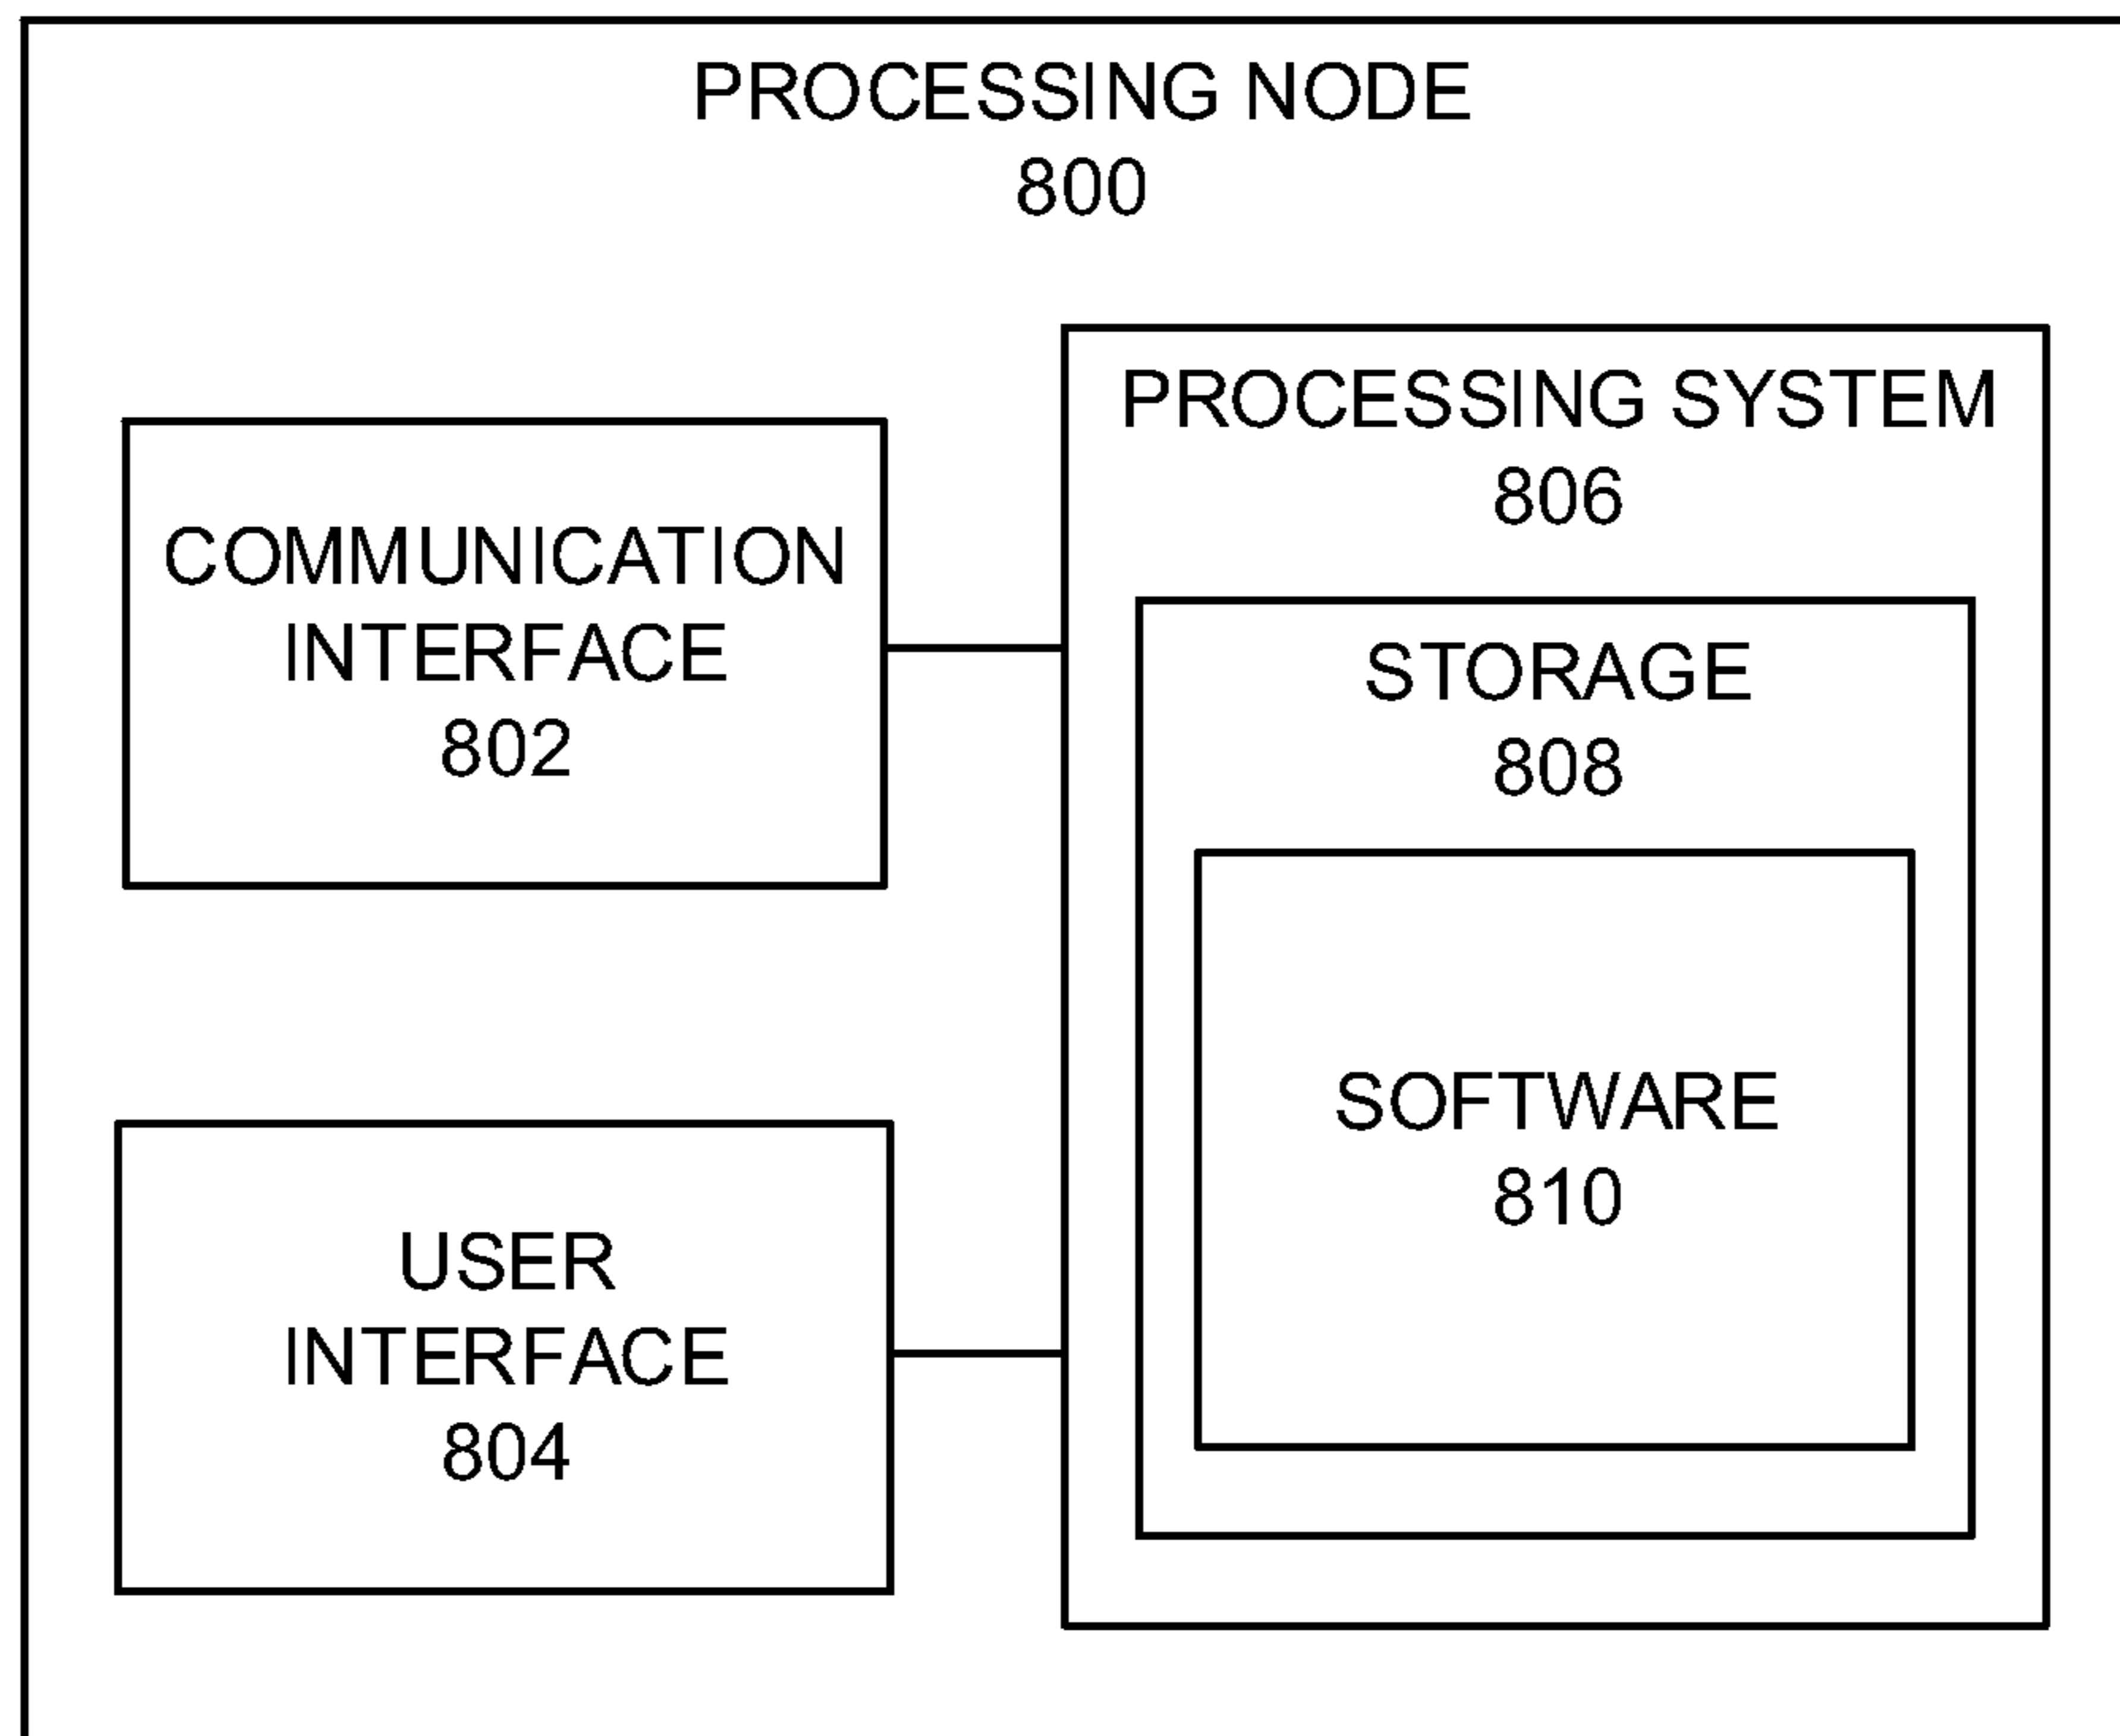 PROCESSING NODE
800
COMMUNICATION
INTERFACE
802
USER
INTERFACE
804
PROCESSING SYSTEM
806
STORAGE
808
SOFTWARE
810